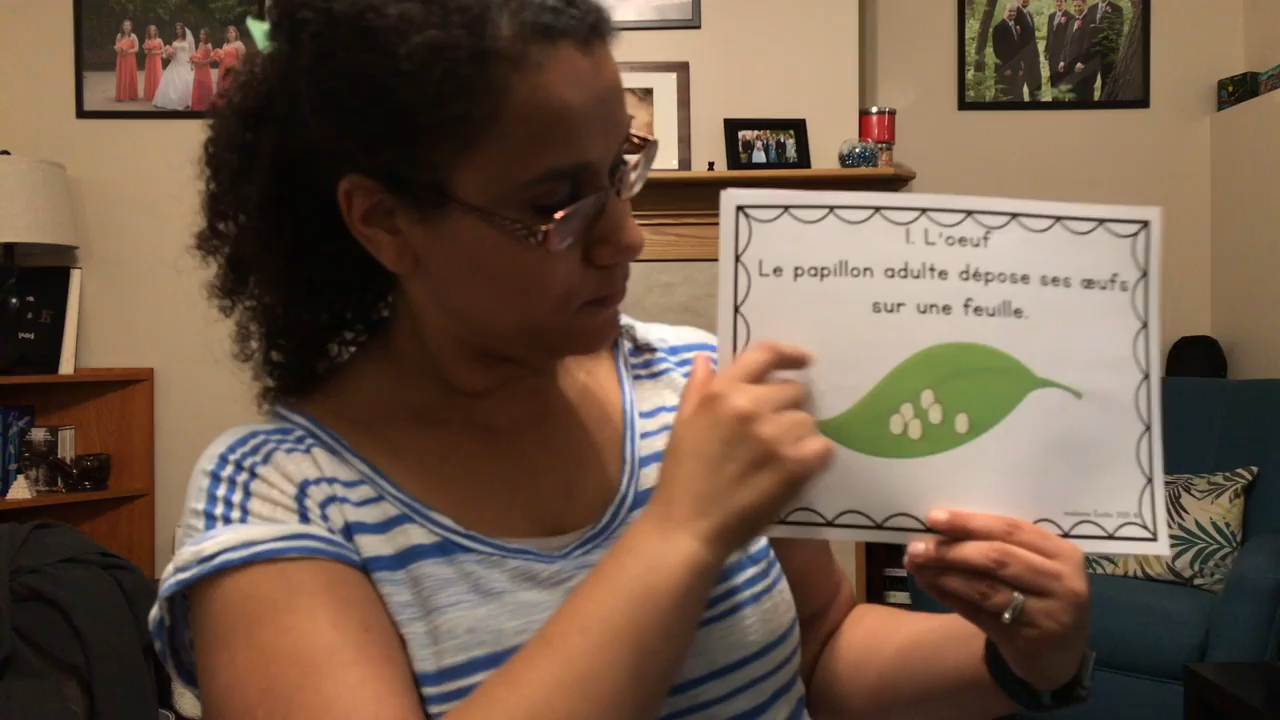 1. L'oeuf
Le papillon adulte dépose ses œufs
sur une feuille.